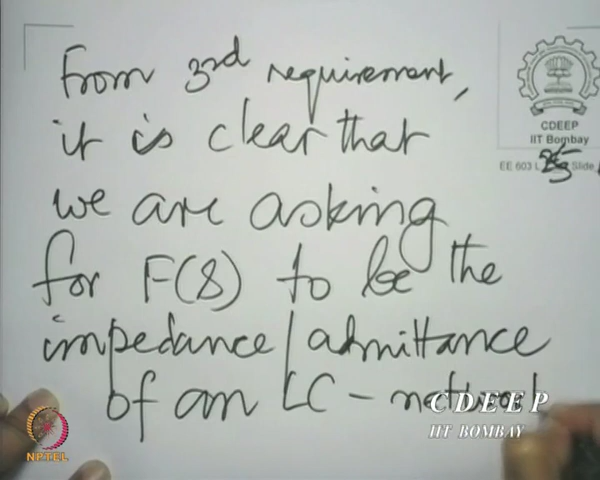 From 3rd requirement,
it is clear that
we are asking
for F(s) to be the
impedance/admittance
of an LC - network
CDEEP
IIT Bombay
EE 603 L Slide
CDEEP
IIT BOMBAY
NPTEL